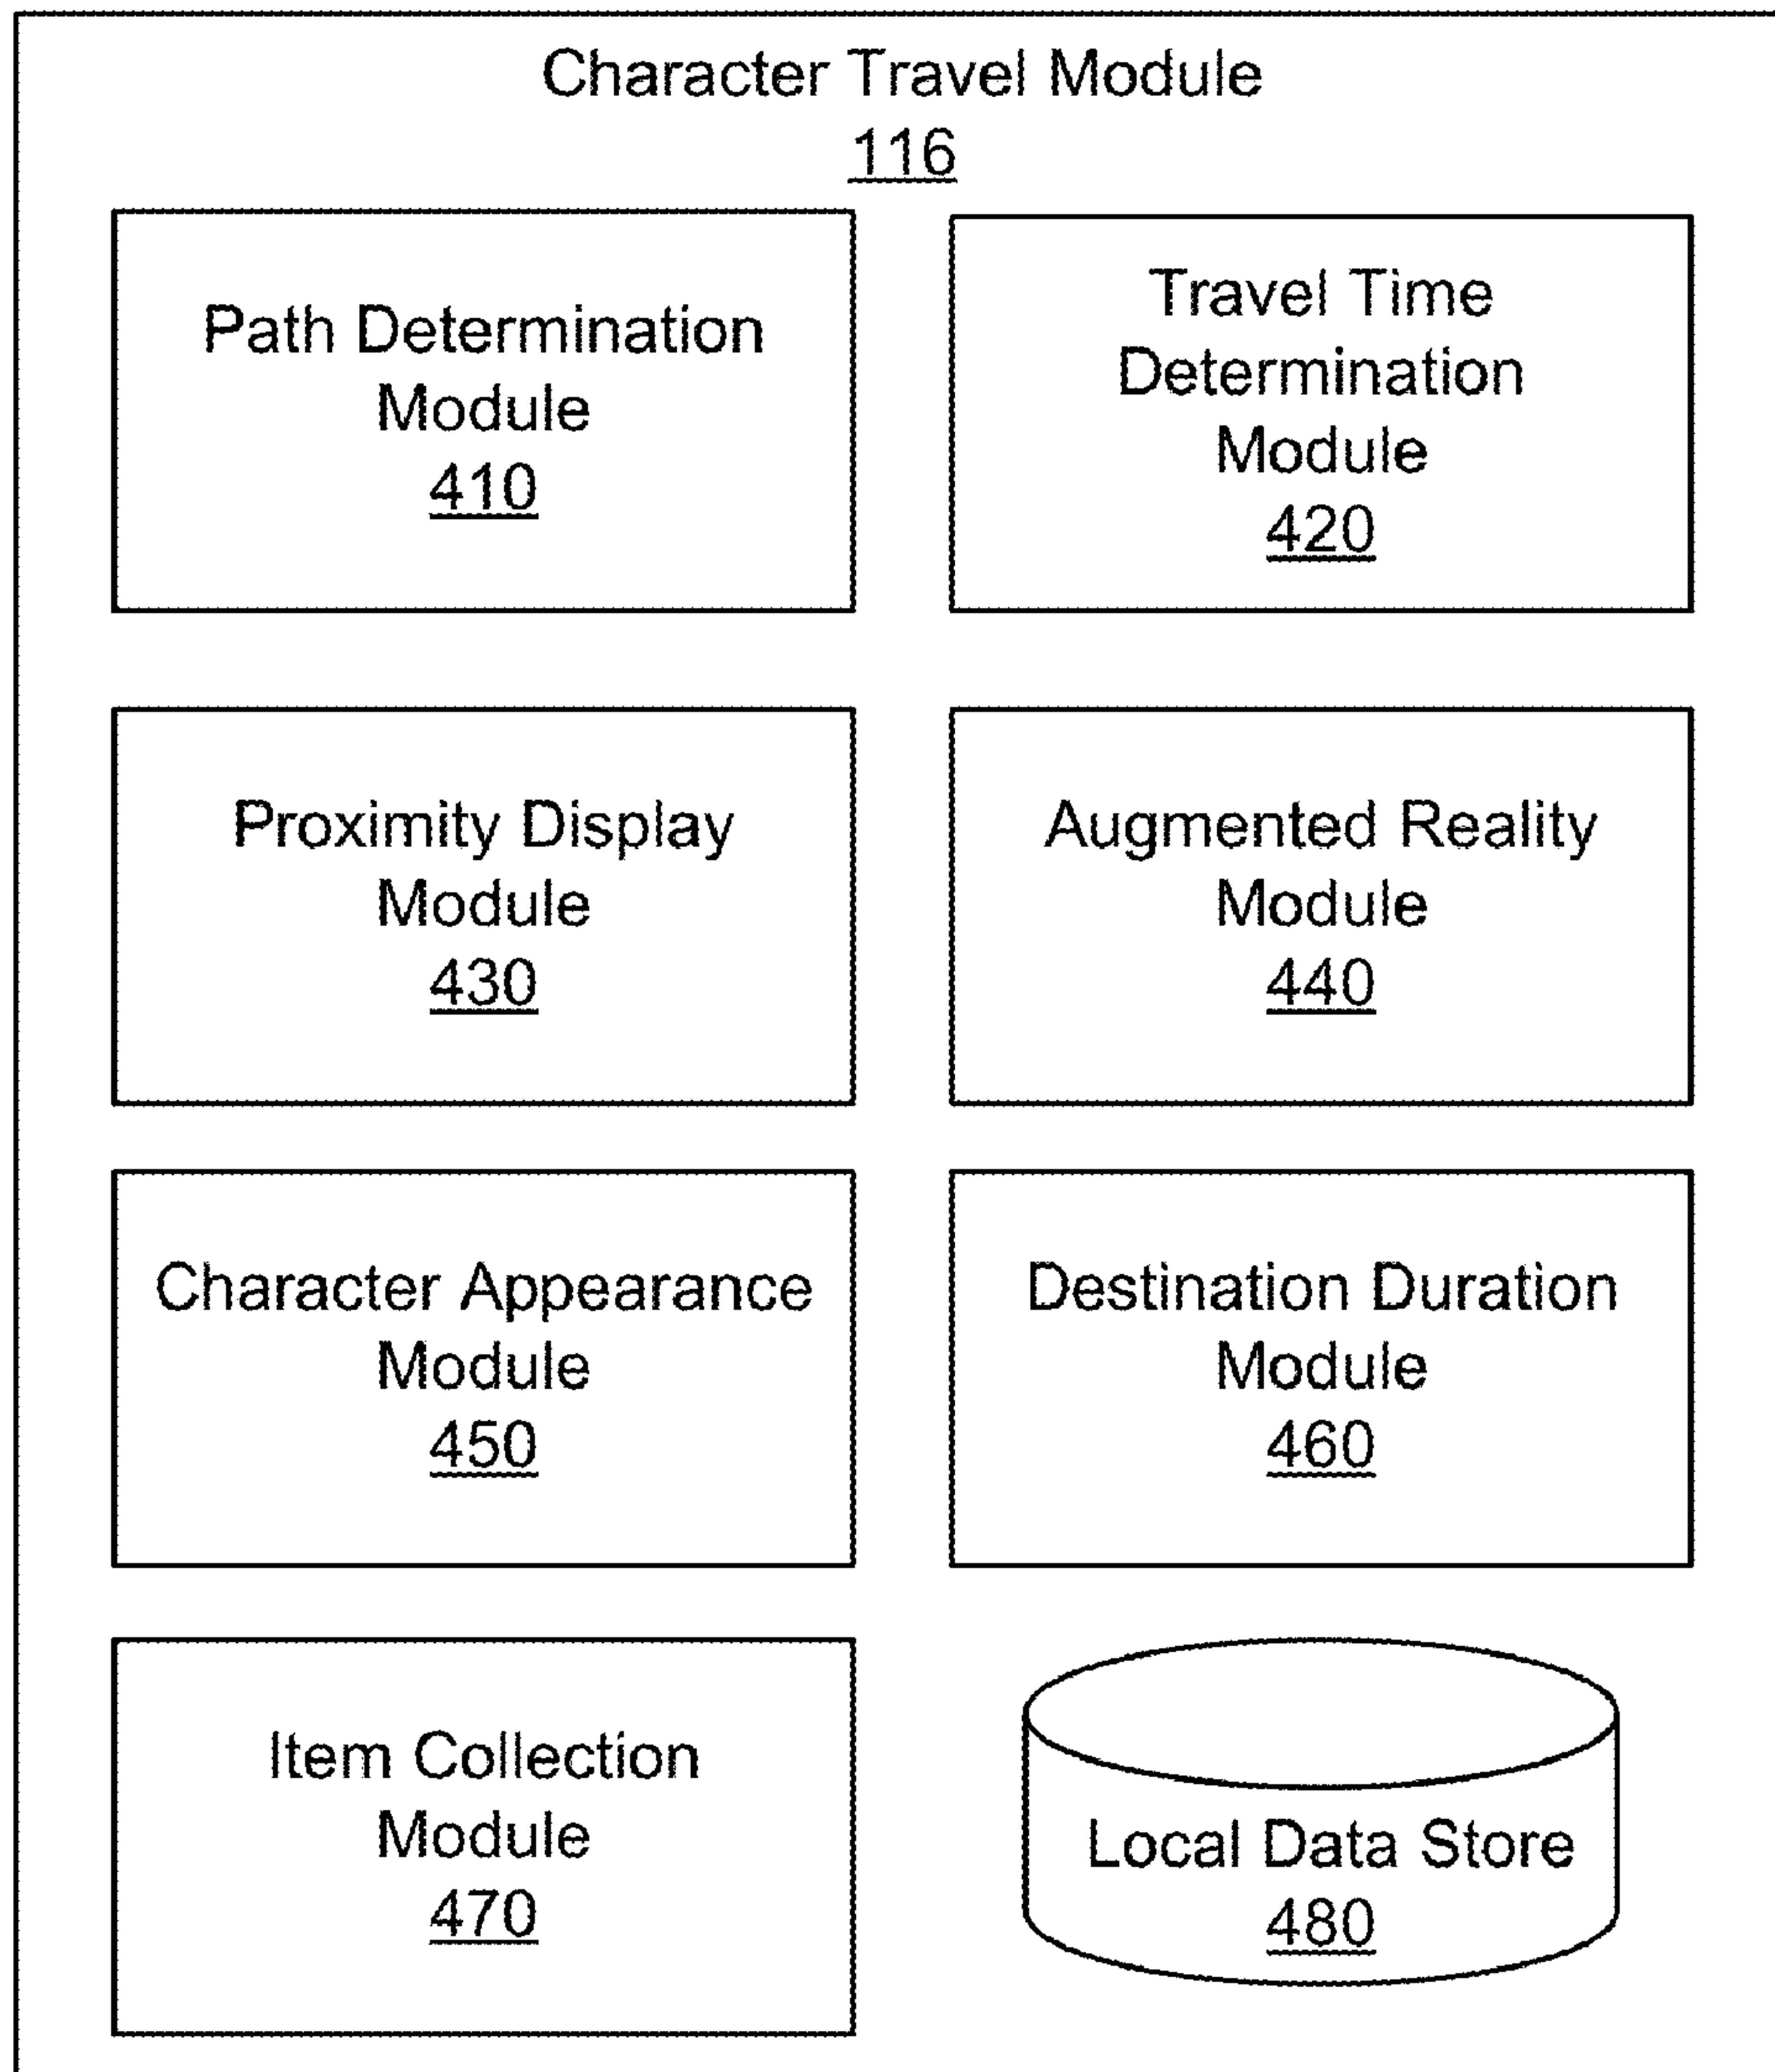 Character Travel Module
116
Path Determination
Module
410
Travel Time
Determination
Module
420
Proximity Display
Module
430
Augmented Reality
Module
440
Character Appearance
Module
450
Destination Duration
Module
460
Item Collection
Module
470
Local Data Store
480